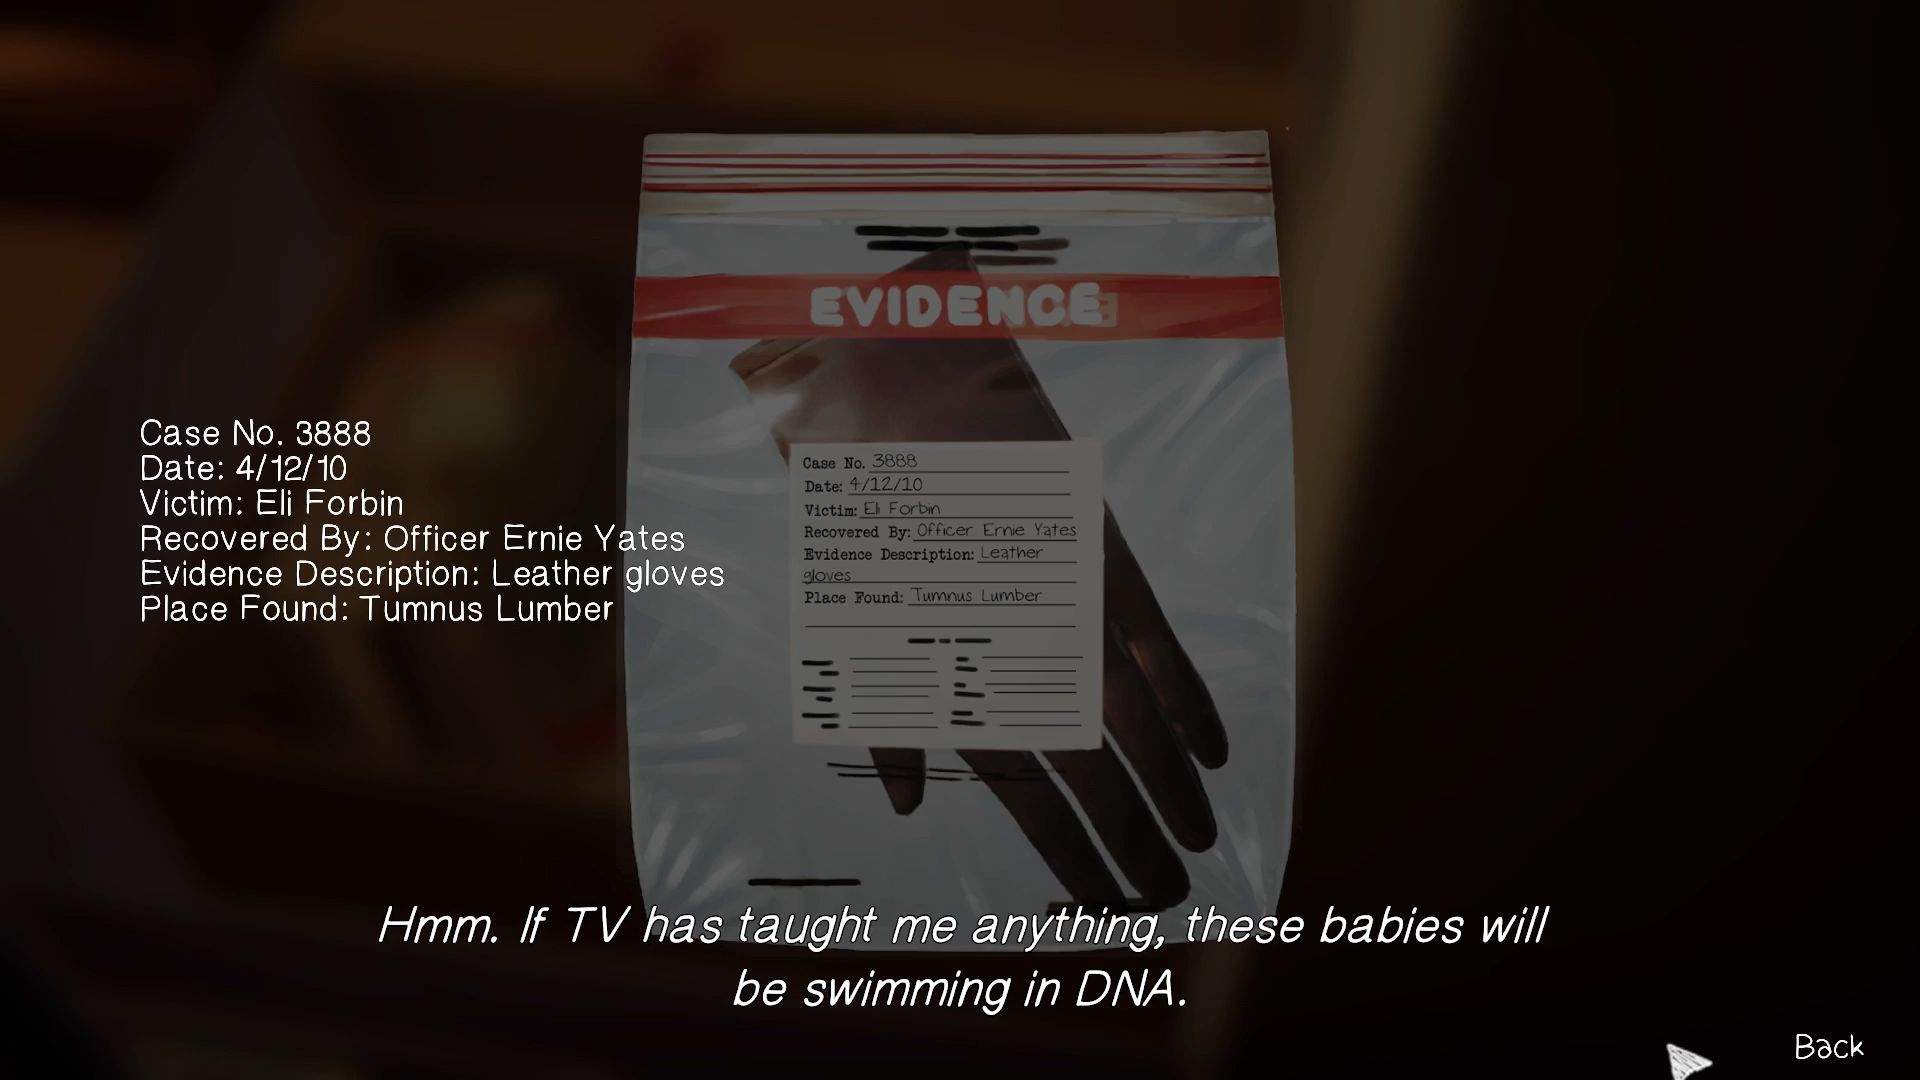 EVIDENCE
Case No. 3888
Date: 4/12/10
Victim: Eli Forbin
Recovered By: Officer Ernie Yates
Evidence Description: Leather gloves
Place Found: Tumnus Lumber
Case No. 3888
Date: 4/12/10
Victim: Eli Forbin
Recovered By: Officer Ernie Yates
Evidence Description: Leather
gloves
Place Found: Tumnus Lumber
Hmm. If TV has taught me anything, these babies will
be swimming in DNA.
Back